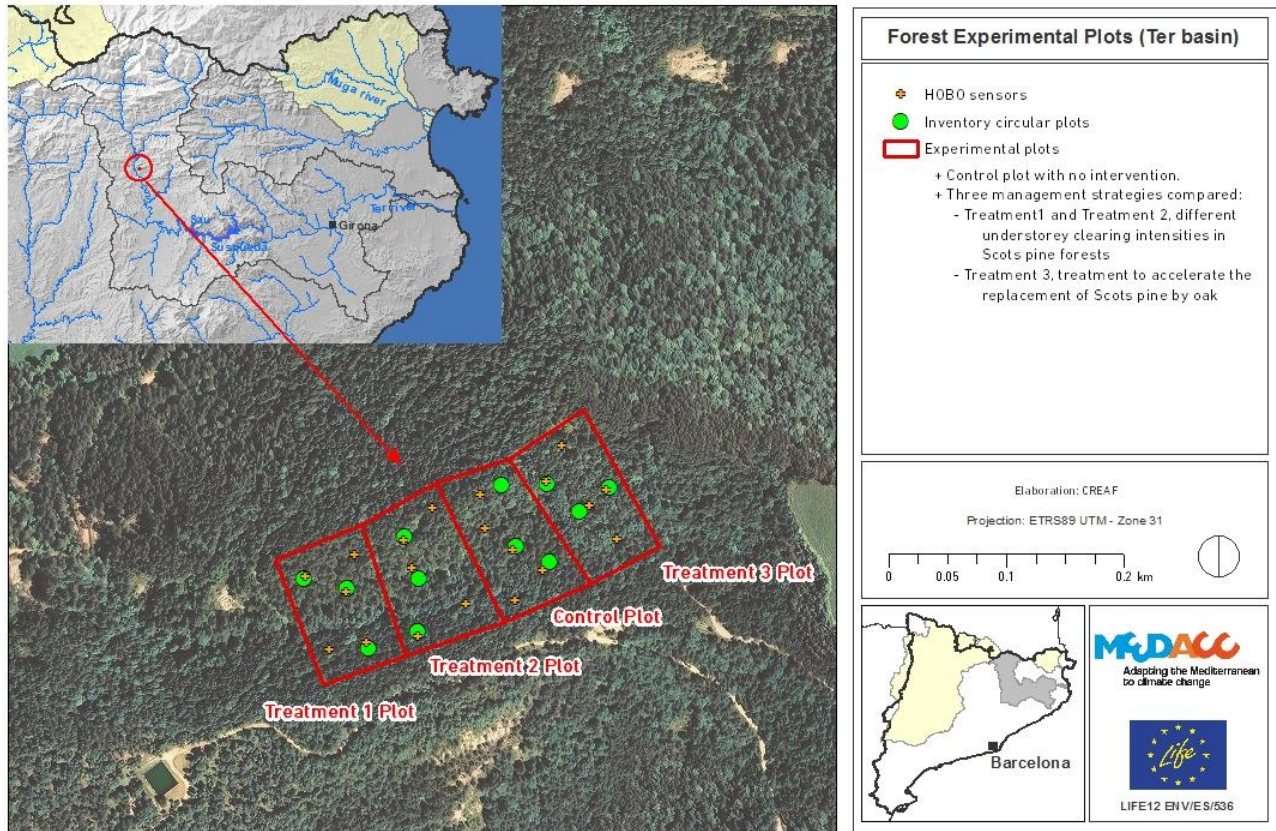 Muga river
Ter river
Sau
Susqueda
Girona
Treatment 3 Plot
Control Plot
Treatment 2 Plot
Treatment 1 Plot
Forest Experimental Plots (Ter basin)
HOBO sensors
Inventory circular plots
Experimental plots
+ Control plot with no intervention.
+ Three management strategies compared:
- Treatment1 and Treatment 2, different
understorey clearing intensities in
Scots pine forests
- Treatment 3, treatment to accelerate the
replacement of Scots pine by oak
Elaboration: CREAF
Projection: ETRS89 UTM - Zone 31
0 0.05 0.1 0.2 km
Barcelona
MEDACC
Adapting the Mediterranean
to climate change
Life
LIFE12 ENV/ES/536